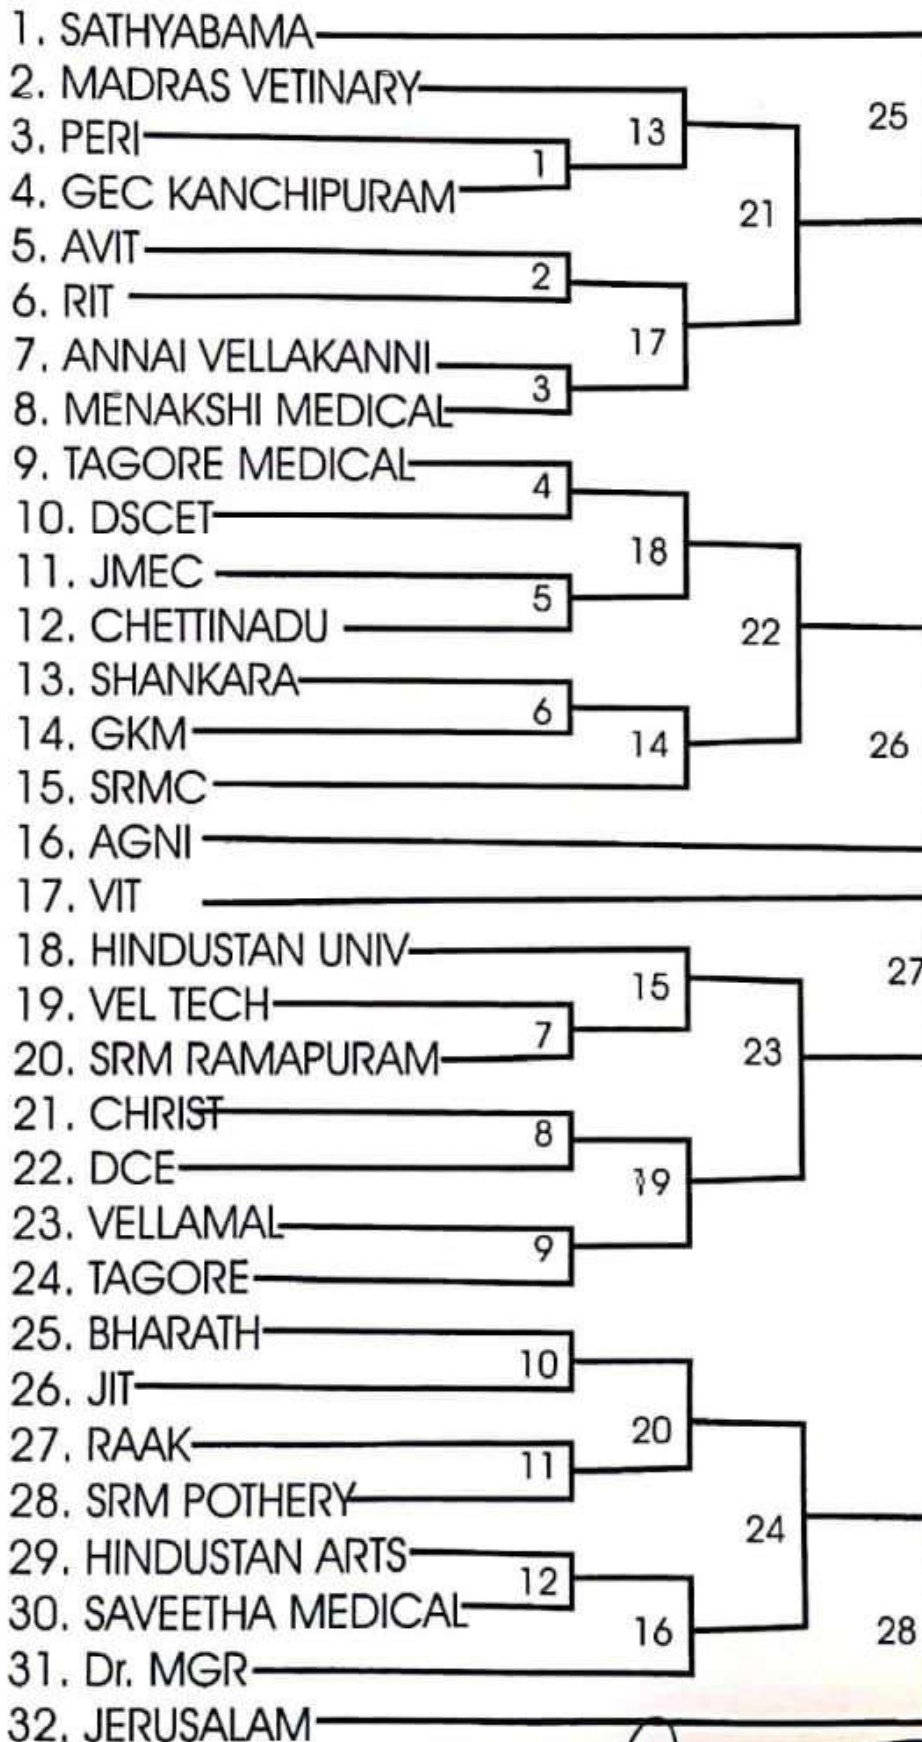 1. SATHYABAMA
2. MADRAS VETINARY
25
13
3. PERI
1
4. GEC KANCHIPURAM
21
5. AVIT
2
6. RIT
17
7. ANNAI VELLAKANNI
3
8. MENAKSHI MEDICAL
9. TAGORE MEDICAL
4
10. DSCET
18
11. JMEC
5
12. CHETTINADU
22
13. SHANKARA
6
14. GKM
14
26
15. SRMC
16. AGNI
17. VIT
18. HINDUSTAN UNIV
27
15
19. VEL TECH
7
20. SRM RAMAPURAM
23
21. CHRIST
8
22. DCE
19
23. VELLAMAL
9
24. TAGORE
25. BHARATH
10
26. JIT
20
27. RAAK
11
28. SRM POTHERY
24
29. HINDUSTAN ARTS
12
30. SAVEETHA MEDICAL
16
28
31. Dr. MGR
32. JERUSALAM